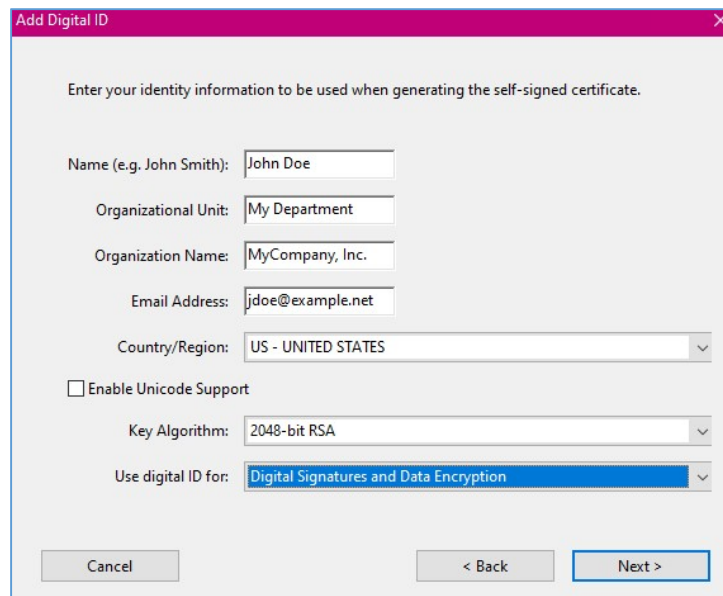 Add Digital ID
Enter your identity information to be used when generating the self-signed certificate.
Name (e.g. John Smith): John Doe
Organizational Unit: My Department
Organization Name: MyCompany, Inc.
Email Address: jdoe@example.net
Country/Region: US - UNITED STATES
Enable Unicode Support
Key Algorithm: 2048-bit RSA
Use digital ID for: Digital Signatures and Data Encryption
Cancel < Back Next >